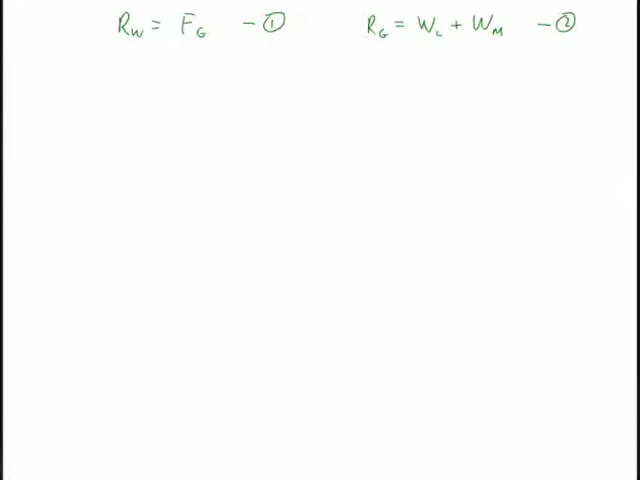 R_W = F_G — ① R_G = W_L + W_M — ②